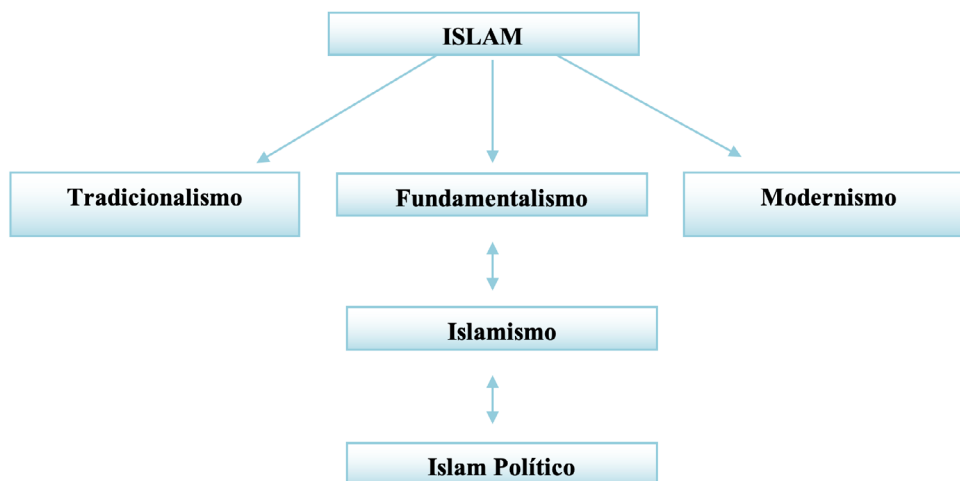 ISLAM
Tradicionalismo
Fundamentalismo
Modernismo
Islamismo
Islam Político